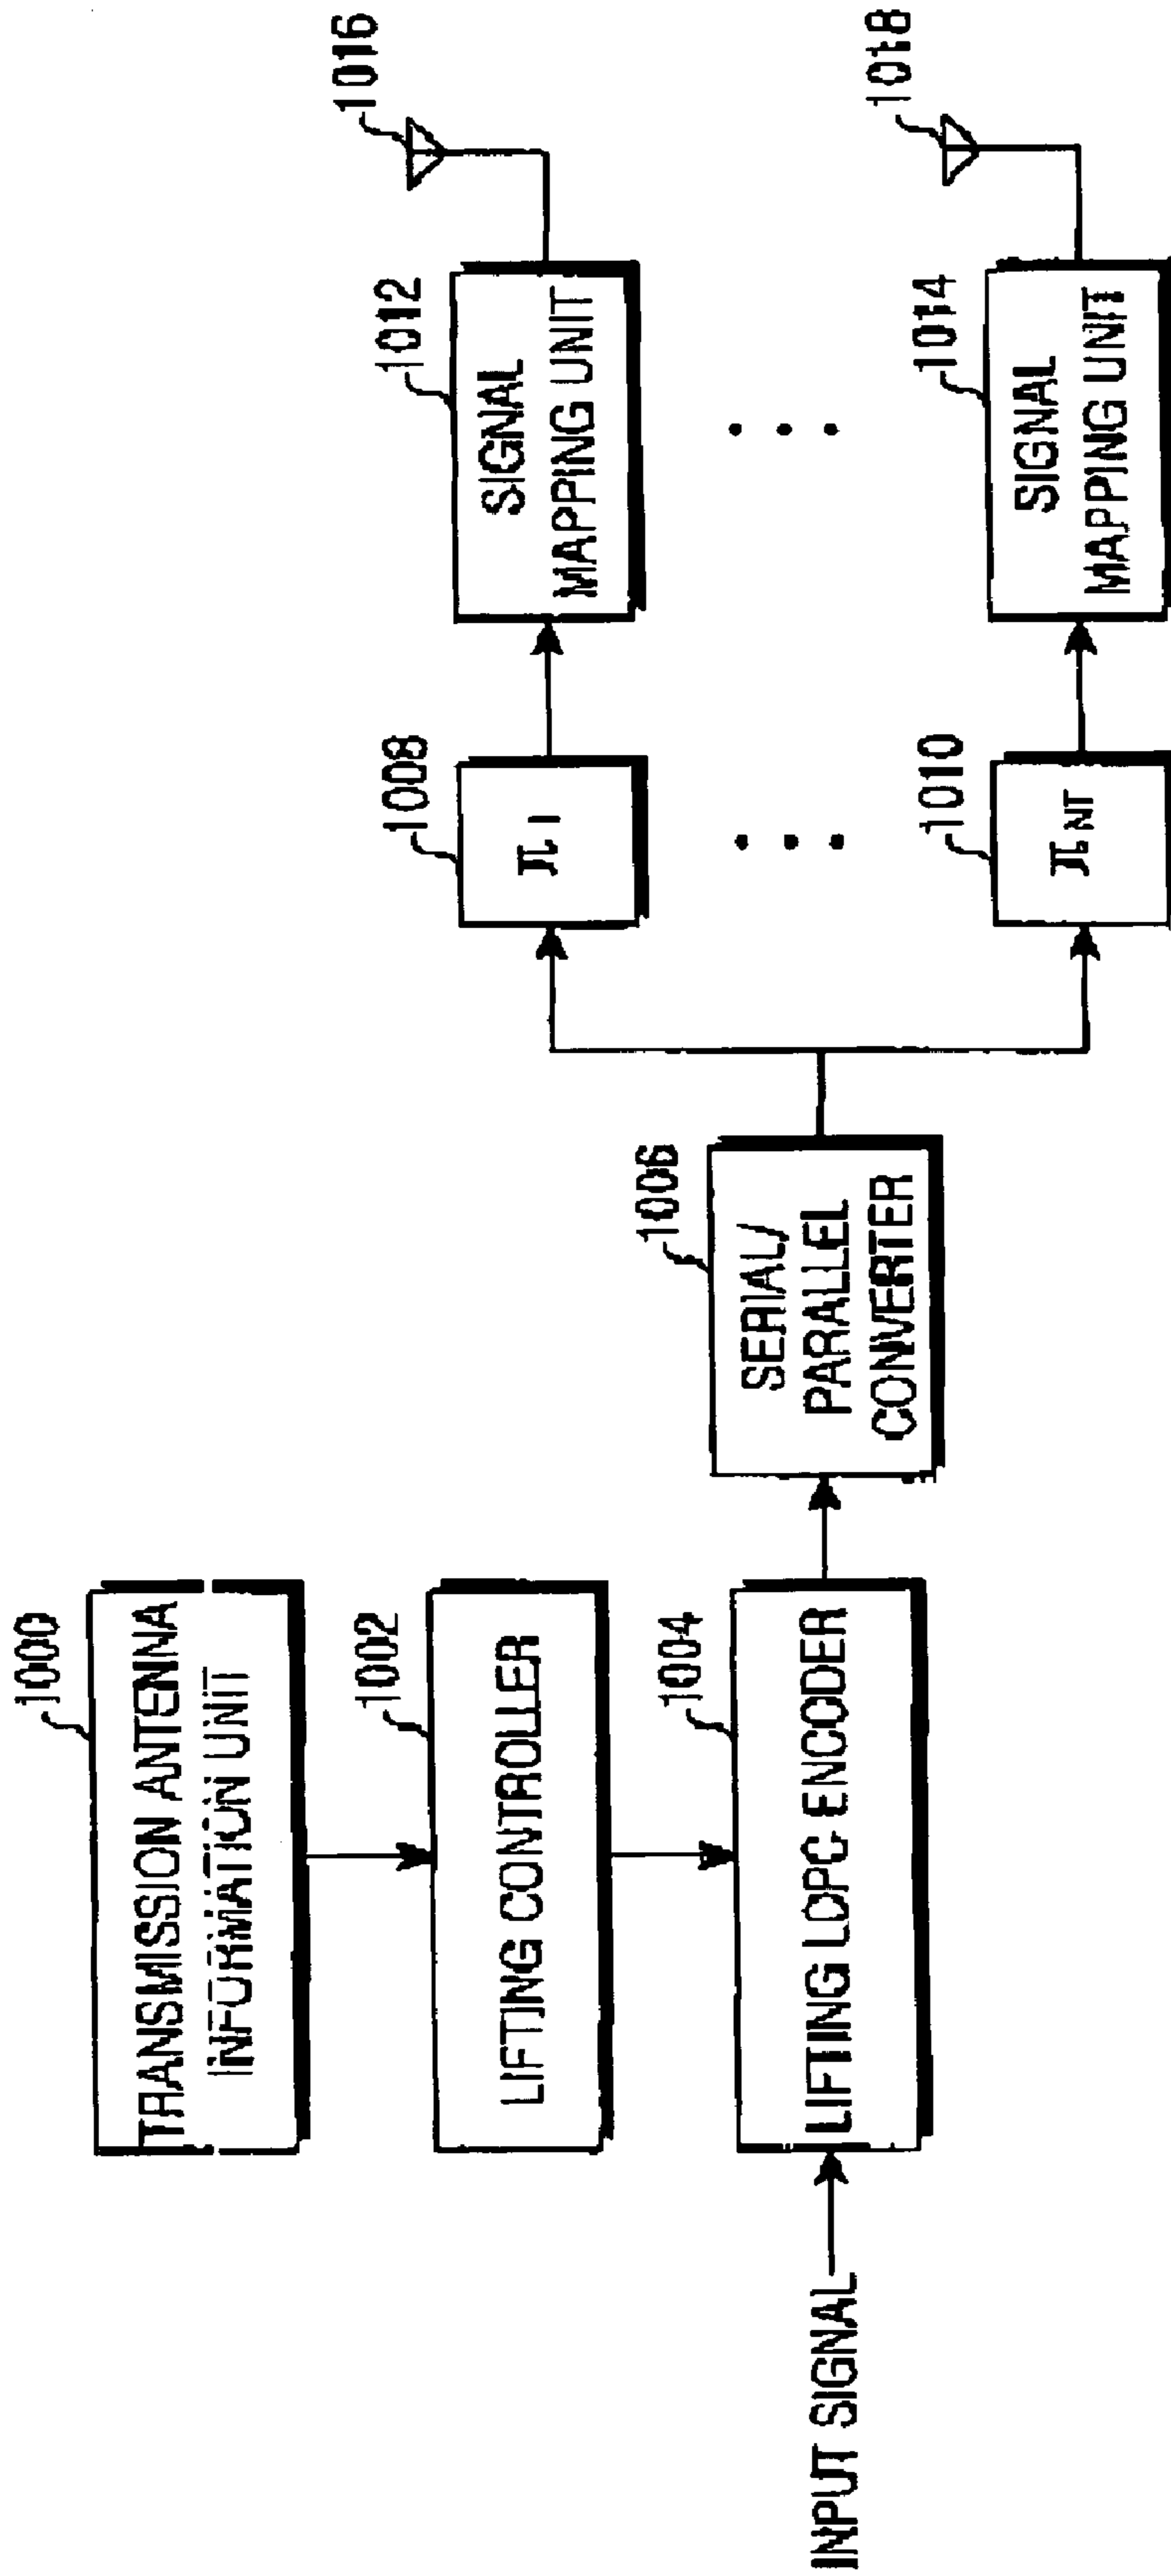 1000
TRANSMISSION ANTENNA
INFORMATION UNIT
1002
LIFTING CONTROLLER
1004
LIFTING LDPC ENCODER
INPUT SIGNAL
1006
SERIAL/
PARALLEL
CONVERTER
1008
π1
1010
πNT
1012
SIGNAL
MAPPING UNIT
1014
SIGNAL
MAPPING UNIT
1016
1018